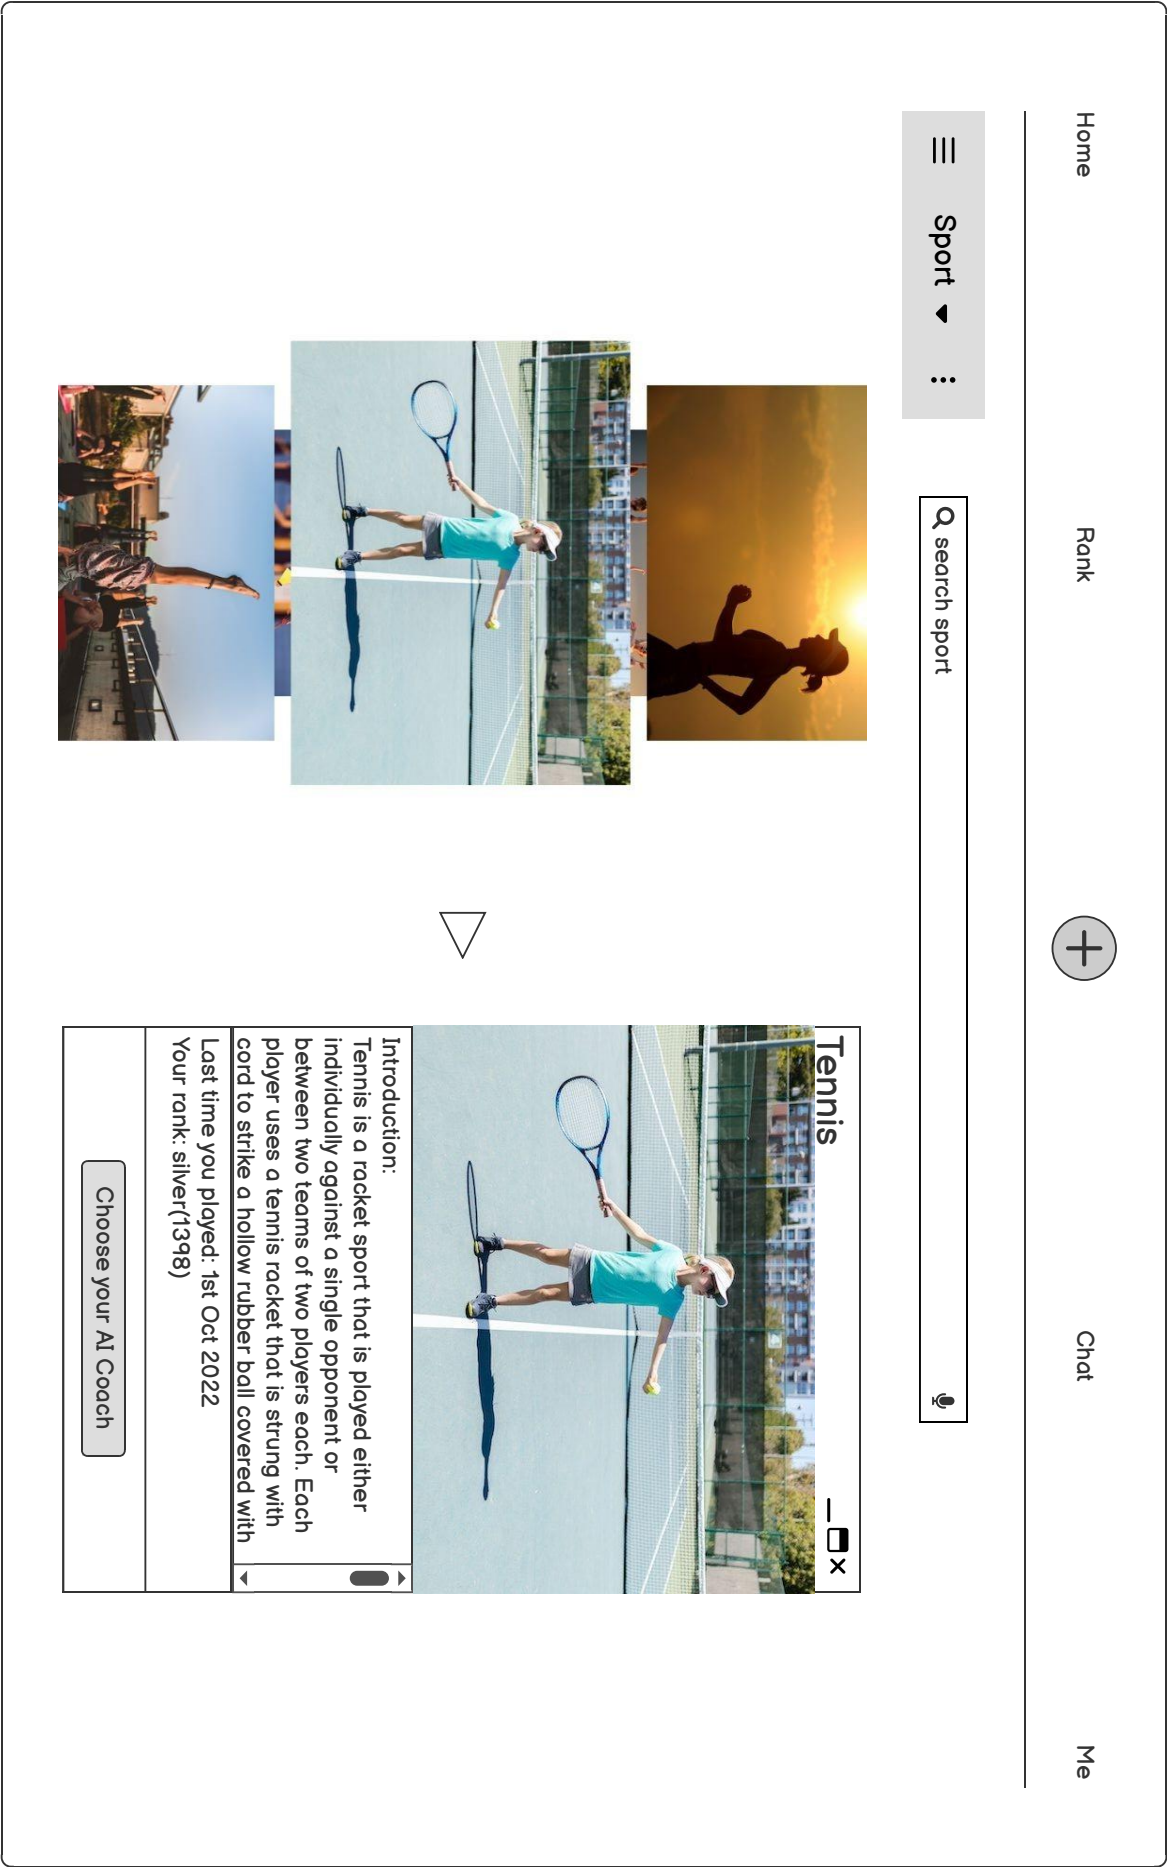 Home
Rank
Chat
Me
Sport
search sport
Tennis
Introduction:
Tennis is a racket sport that is played either
individually against a single opponent or
between two teams of two players each. Each
player uses a tennis racket that is strung with
cord to strike a hollow rubber ball covered with
Last time you played: 1st Oct 2022
Your rank: silver(1398)
Choose your AI Coach